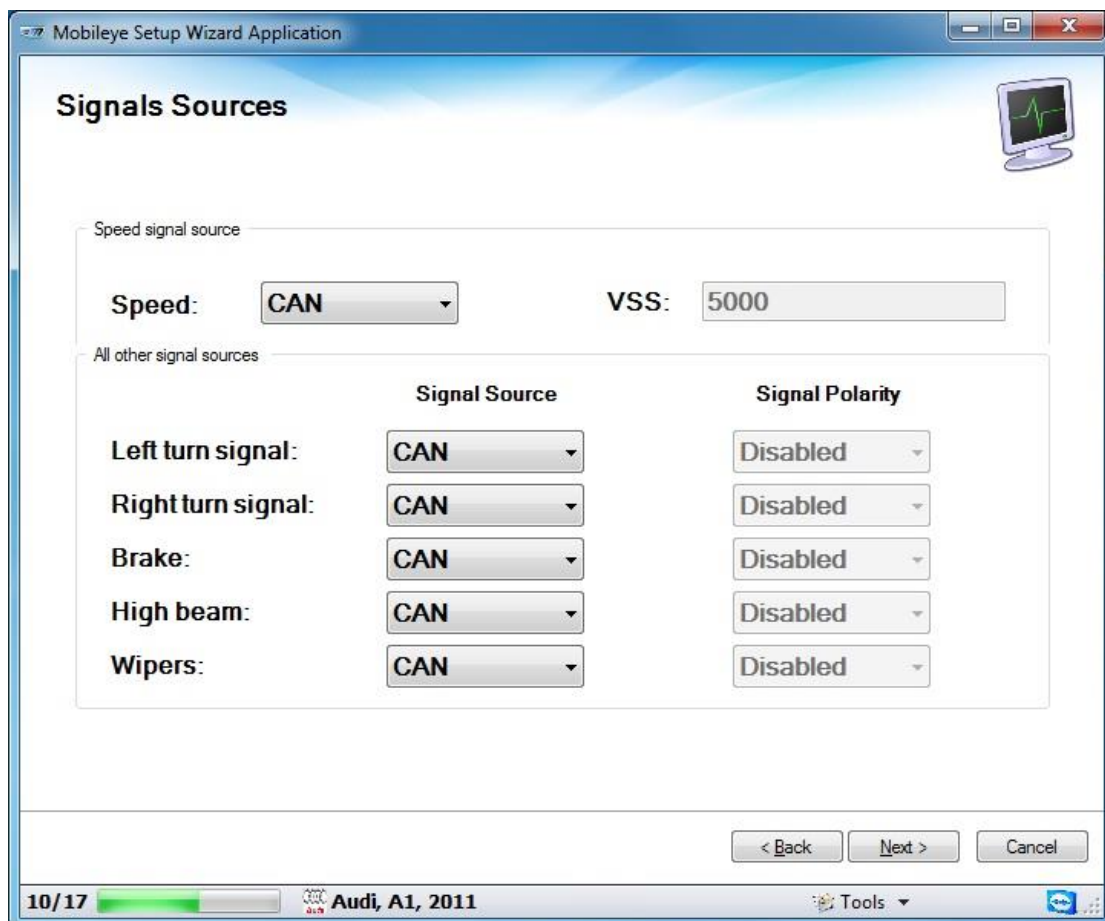 Mobileye Setup Wizard Application
Signals Sources
Speed signal source
Speed: CAN VSS: 5000
All other signal sources
Signal Source Signal Polarity
Left turn signal: CAN Disabled
Right turn signal: CAN Disabled
Brake: CAN Disabled
High beam: CAN Disabled
Wipers: CAN Disabled
< Back Next > Cancel
10/17 Audi, A1, 2011 Tools